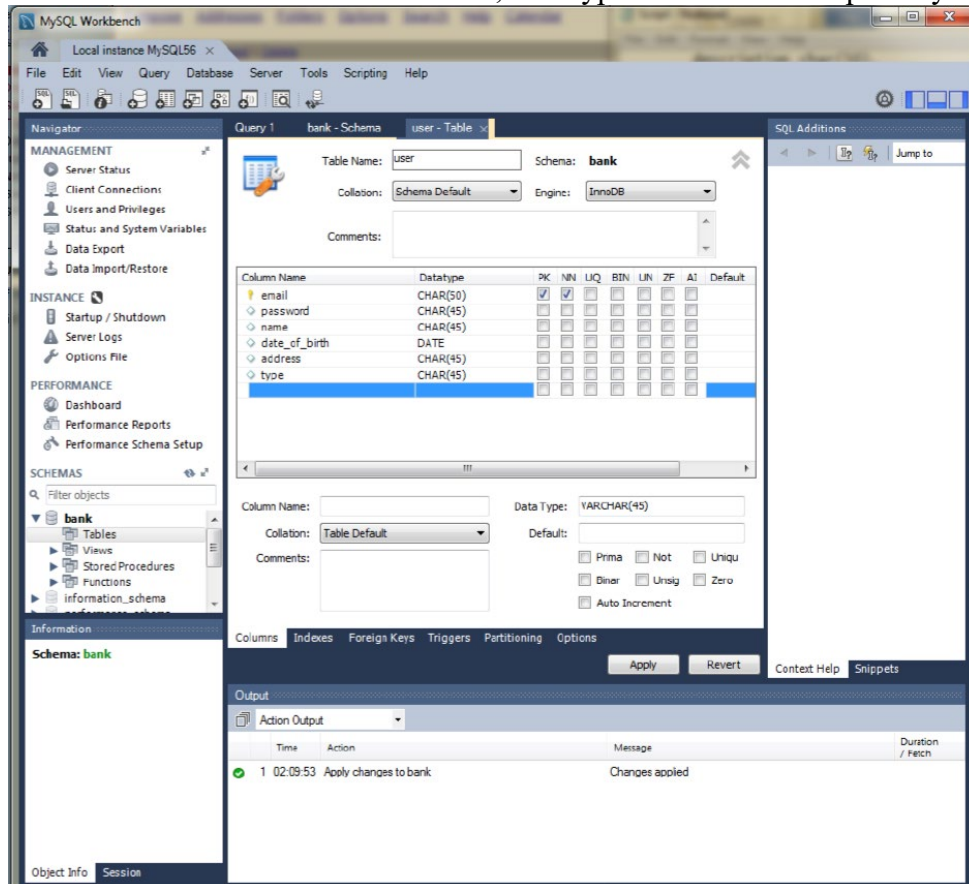 MySQL Workbench
Local instance MySQL56 ×
File Edit View Query Database Server Tools Scripting Help
Navigator
MANAGEMENT
Server Status
Client Connections
Users and Privileges
Status and System Variables
Data Export
Data Import/Restore
INSTANCE
Startup / Shutdown
Server Logs
Options File
PERFORMANCE
Dashboard
Performance Reports
Performance Schema Setup
SCHEMAS
Filter objects
bank
Tables
Views
Stored Procedures
Functions
information_schema
Information
Schema: bank
Object Info Session
Query 1 bank - Schema user - Table ×
Table Name: user Schema: bank
Collation: Schema Default Engine: InnoDB
Comments:
Column Name Datatype PK NN UQ BIN UN ZF AI Default
email CHAR(50)
password CHAR(45)
name CHAR(45)
date_of_birth DATE
address CHAR(45)
type CHAR(45)
Column Name: Data Type: VARCHAR(45)
Collation: Table Default Default:
Comments: Prima Not Uniqu
Binar Unsig Zero
Auto Increment
Columns Indexes Foreign Keys Triggers Partitioning Options
Apply Revert
SQL Additions
Jump to
Context Help Snippets
Output
Action Output
Time Action Message Duration / Fetch
1 02:09:53 Apply changes to bank Changes applied